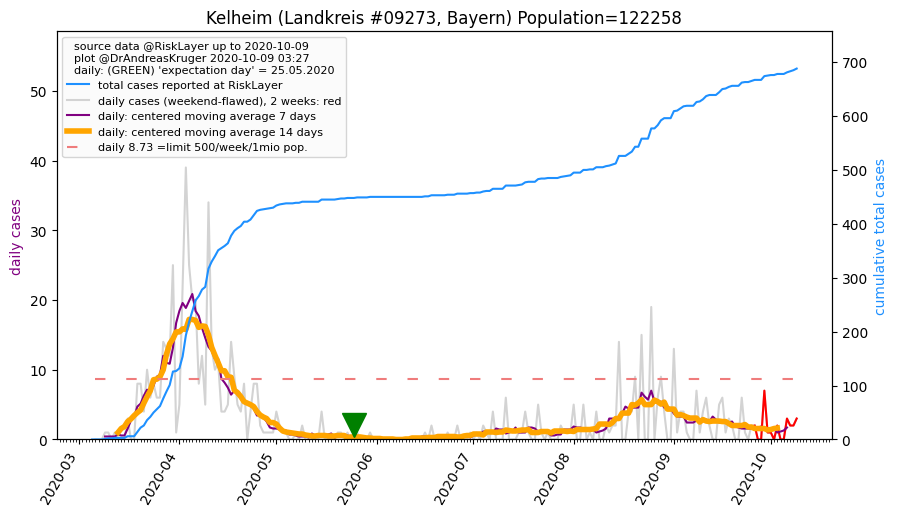 Kelheim (Landkreis #09273, Bayern) Population=122258
source data @RiskLayer up to 2020-10-09
plot @DrAndreasKruger 2020-10-09 03:27
daily: (GREEN) 'expectation day' = 25.05.2020
total cases reported at RiskLayer
daily cases (weekend-flawed), 2 weeks: red
daily: centered moving average 7 days
daily: centered moving average 14 days
daily 8.73 =limit 500/week/1mio pop.
daily cases
0
10
20
30
40
50
cumulative total cases
0
100
200
300
400
500
600
700
2020-03
2020-04
2020-05
2020-06
2020-07
2020-08
2020-09
2020-10